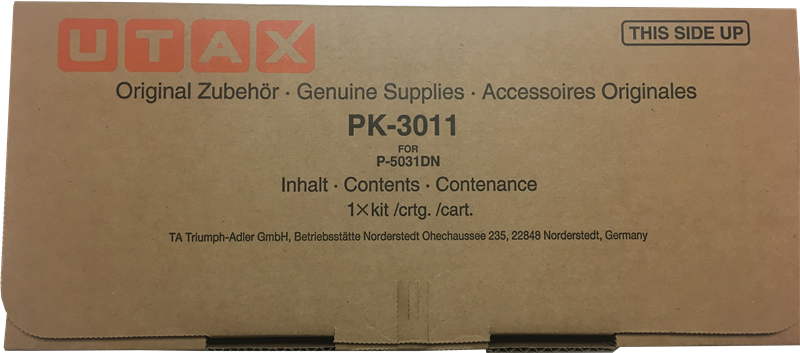 UTAX
THIS SIDE UP
Original Zubehör · Genuine Supplies · Accessoires Originales
PK-3011
FOR
P-5031DN
Inhalt · Contents · Contenance
1×kit /crtg. /cart.
TA Triumph-Adler GmbH, Betriebsstätte Norderstedt Ohechaussee 235, 22848 Norderstedt, Germany